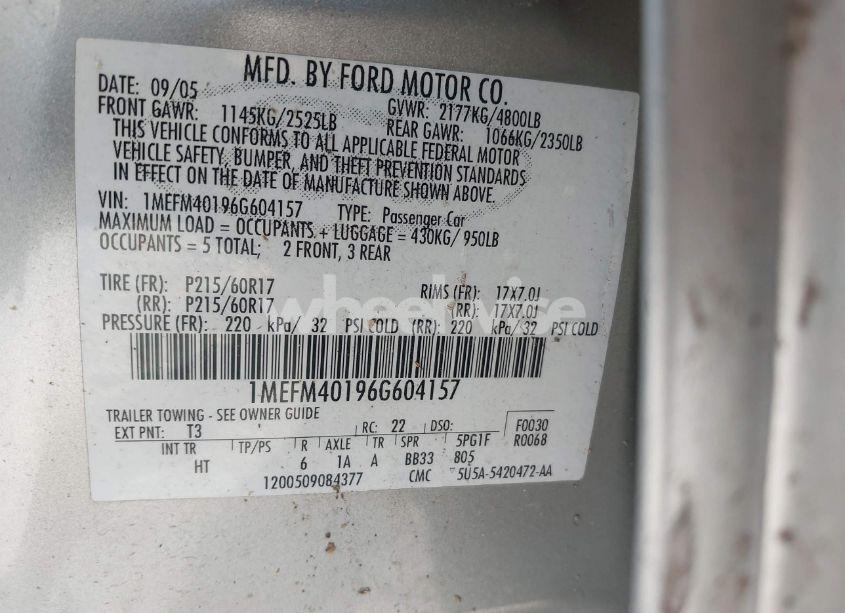 MFD. BY FORD MOTOR CO.
DATE: 09/05 GVWR: 2177KG/4800LB
FRONT GAWR: 1145KG/2525LB REAR GAWR: 1066KG/2350LB
THIS VEHICLE CONFORMS TO ALL APPLICABLE FEDERAL MOTOR
VEHICLE SAFETY, BUMPER, AND THEFT PREVENTION STANDARDS
IN EFFECT ON THE DATE OF MANUFACTURE SHOWN ABOVE.
VIN: 1MEFM40196G604157 TYPE: Passenger Car
MAXIMUM LOAD = OCCUPANTS + LUGGAGE = 430KG/ 950LB
OCCUPANTS = 5 TOTAL; 2 FRONT, 3 REAR
TIRE (FR): P215/60R17 RIMS (FR): 17X7.0J
(RR): P215/60R17 (RR): 17X7.0J
PRESSURE (FR): 220 kPa/ 32 PSI COLD (RR): 220 kPa/ 32 PSI COLD
1MEFM40196G604157
TRAILER TOWING - SEE OWNER GUIDE
EXT PNT: T3 RC: 22 DSO: F0030
INT TR TP/PS R AXLE TR SPR 5PG1F R0068
HT 6 1A A BB33 805
1200509084377 CMC 5U5A-5420472-AA